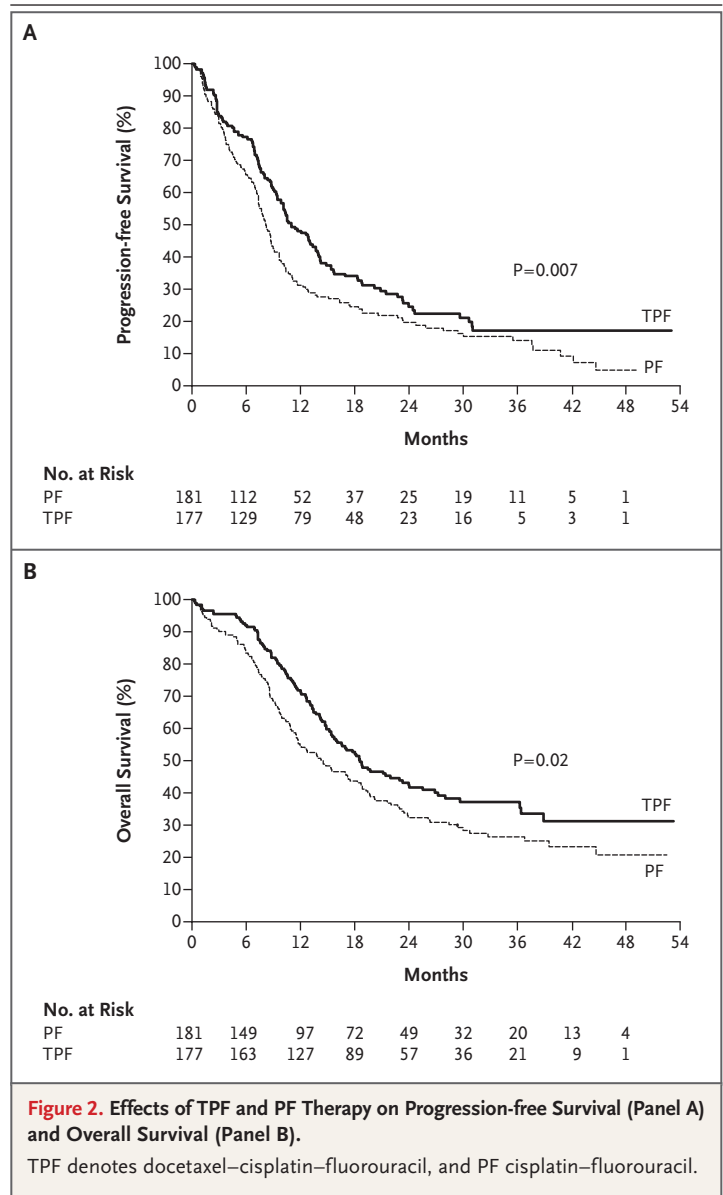 A
Progression-free Survival (%)
100
90
80
70
60
50
40
30
20
10
0
P=0.007
TPF
PF
0 6 12 18 24 30 36 42 48 54
Months
No. at Risk
PF 181 112 52 37 25 19 11 5 1
TPF 177 129 79 48 23 16 5 3 1
B
Overall Survival (%)
100
90
80
70
60
50
40
30
20
10
0
P=0.02
TPF
PF
0 6 12 18 24 30 36 42 48 54
Months
No. at Risk
PF 181 149 97 72 49 32 20 13 4
TPF 177 163 127 89 57 36 21 9 1
Figure 2. Effects of TPF and PF Therapy on Progression-free Survival (Panel A)
and Overall Survival (Panel B).
TPF denotes docetaxel–cisplatin–fluorouracil, and PF cisplatin–fluorouracil.